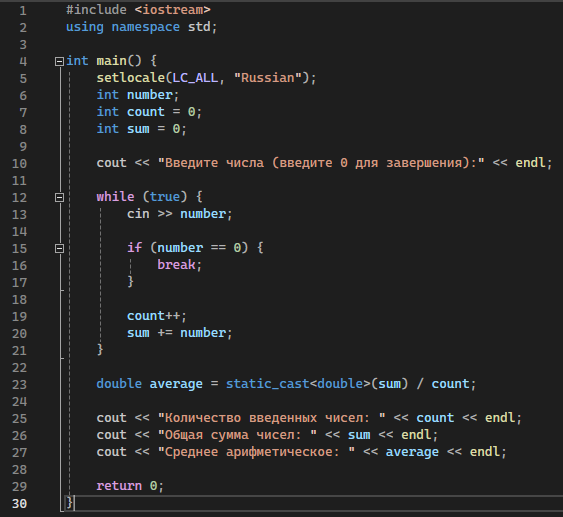 1 #include <iostream>
2 using namespace std;
3
4 int main() {
5 setlocale(LC_ALL, "Russian");
6 int number;
7 int count = 0;
8 int sum = 0;
9
10 cout << "Введите числа (введите 0 для завершения):" << endl;
11
12 while (true) {
13 cin >> number;
14
15 if (number == 0) {
16 break;
17 }
18
19 count++;
20 sum += number;
21 }
22
23 double average = static_cast<double>(sum) / count;
24
25 cout << "Количество введенных чисел: " << count << endl;
26 cout << "Общая сумма чисел: " << sum << endl;
27 cout << "Среднее арифметическое: " << average << endl;
28
29 return 0;
30 }